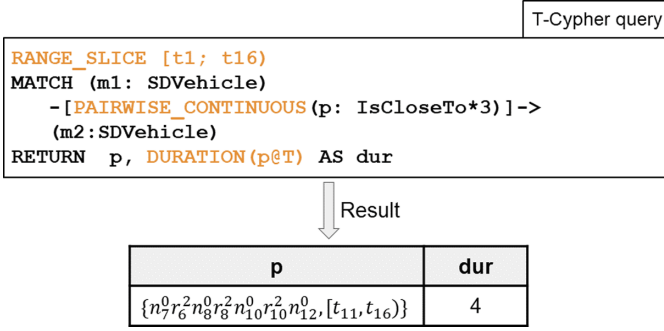 T-Cypher query
RANGE_SLICE [t1; t16)
MATCH (m1: SDVehicle)
-[PAIRWISE_CONTINUOUS(p: IsCloseTo*3)]->
(m2:SDVehicle)
RETURN p, DURATION(p@T) AS dur
Result
p dur
{n⁰₇r²₆n⁰₈r²₈n⁰₁₀r²₁₀n⁰₁₂,[t₁₁,t₁₆)} 4